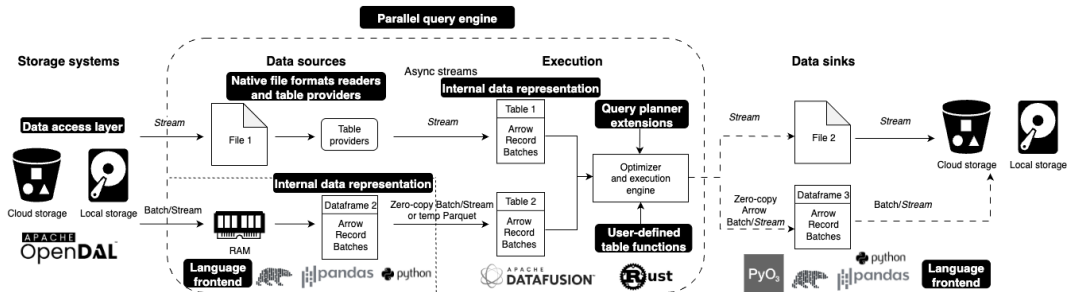 Parallel query engine
Storage systems
Data sources
Execution
Data sinks
Native file formats readers
and table providers
Async streams
Internal data representation
Data access layer
Stream
File 1
Table
providers
Stream
Table 1
Arrow
Record
Batches
Query planner
extensions
Stream
File 2
Stream
Cloud storage
Local storage
Optimizer
and execution
engine
Cloud storage
Local storage
Internal data representation
Batch/Stream
RAM
Dataframe 2
Arrow
Record
Batches
Zero-copy Batch/Stream
or temp Parquet
Table 2
Arrow
Record
Batches
User-defined
table functions
Zero-copy
Arrow
Batch/Stream
Dataframe 3
Arrow
Record
Batches
Batch/Stream
APACHE
OpenDAL™
Language
frontend
pandas
python
APACHE
DATAFUSION™
Rust
PyO3
python
pandas
Language
frontend